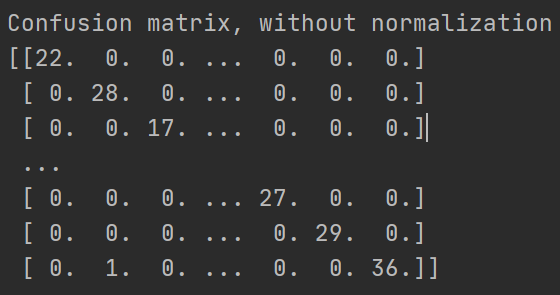 Confusion matrix, without normalization
[[22.  0.  0. ...  0.  0.  0.]
 [ 0. 28.  0. ...  0.  0.  0.]
 [ 0.  0. 17. ...  0.  0.  0.]
 ...
 [ 0.  0.  0. ... 27.  0.  0.]
 [ 0.  0.  0. ...  0. 29.  0.]
 [ 0.  1.  0. ...  0.  0. 36.]]